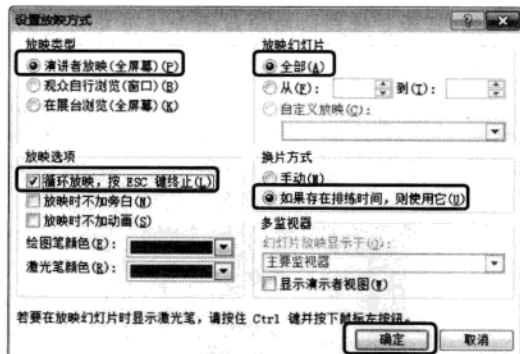 设置放映方式
放映类型
演讲者放映(全屏幕)(P)
观众自行浏览(窗口)(B)
在展台浏览(全屏幕)(K)
放映幻灯片
全部(A)
从(F): 到(T):
自定义放映(C):
放映选项
循环放映，按 ESC 键终止(L)
放映时不加旁白(N)
放映时不加动画(S)
绘图笔颜色(E):
激光笔颜色(R):
换片方式
手动(M)
如果存在排练时间，则使用它(U)
多监视器
幻灯片放映显示于(O):
主要监视器
显示演示者视图(W)
若要在放映幻灯片时显示激光笔，请按住 Ctrl 键并按下鼠标左按钮。
确定 取消